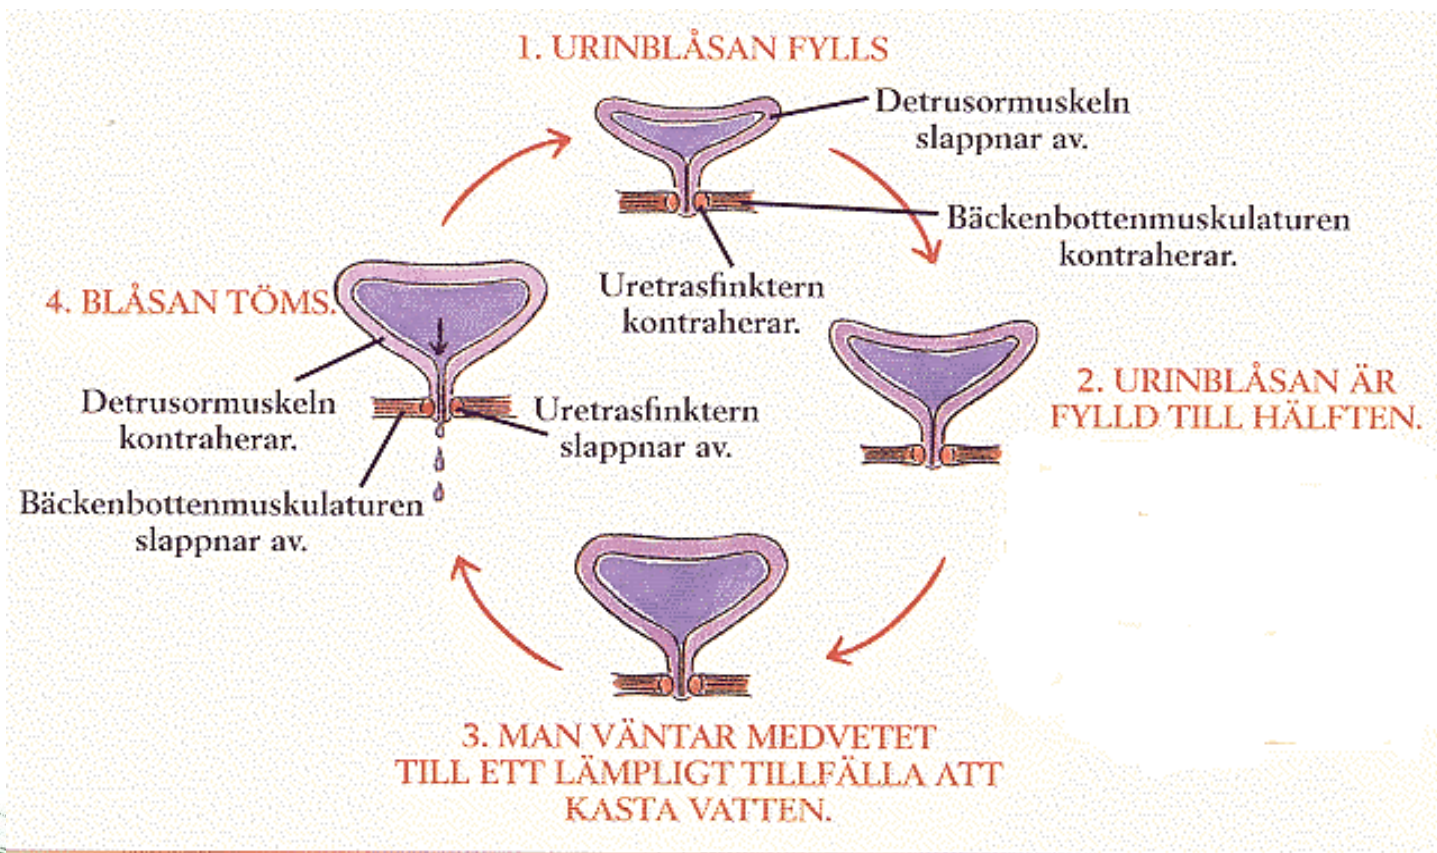 1. URINBLÅSAN FYLLS
Detrusormuskeln
slappnar av.
Bäckenbottenmuskulaturen
kontraherar.
Uretrasfinktern
kontraherar.
2. URINBLÅSAN ÄR
FYLLD TILL HÄLFTEN.
3. MAN VÄNTAR MEDVETET
TILL ETT LÄMPLIGT TILLFÄLLA ATT
KASTA VATTEN.
4. BLÅSAN TÖMS.
Detrusormuskeln
kontraherar.
Uretrasfinktern
slappnar av.
Bäckenbottenmuskulaturen
slappnar av.